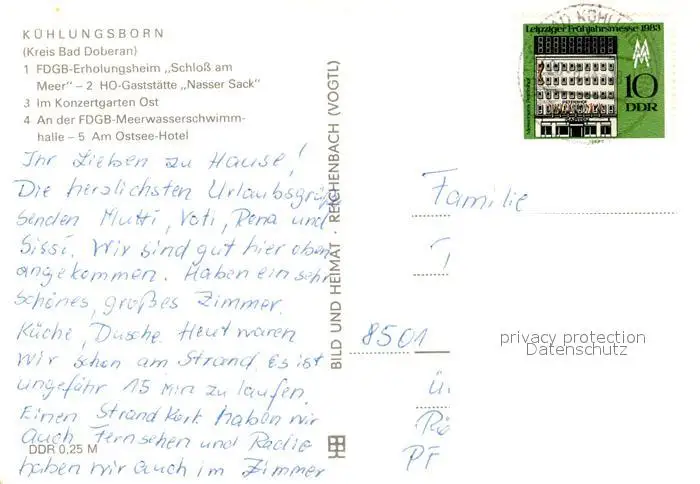 KÜHLUNGSBORN
(Kreis Bad Doberan)
1 FDGB-Erholungsheim „Schloß am
Meer" – 2 HO-Gaststätte „Nasser Sack"
3 Im Konzertgarten Ost
4 An der FDGB-Meerwasserschwimm-
halle – 5 Am Ostsee-Hotel
Ihr Lieben zu Hause!
Die herzlichsten Urlaubsgrüße
senden Mutti, Vati, Rena und
Sissi. Wir sind gut hier oben
angekommen. Haben ein sehr
schönes, großes Zimmer.
Küche, Dusche. Heut waren
wir schon am Strand. Es ist
ungefähr 15 Min zu laufen.
Einen Strandkorb haben wir
auch. Fernsehen und Radio
haben wir auch im Zimmer
DDR 0,25 M
BILD UND HEIMAT · REICHENBACH (VOGTL)
Leipziger Frühjahrsmesse 1983
MM
10
DDR
Messehaus Petershof
Familie
8501
privacy protection
Datenschutz
PF